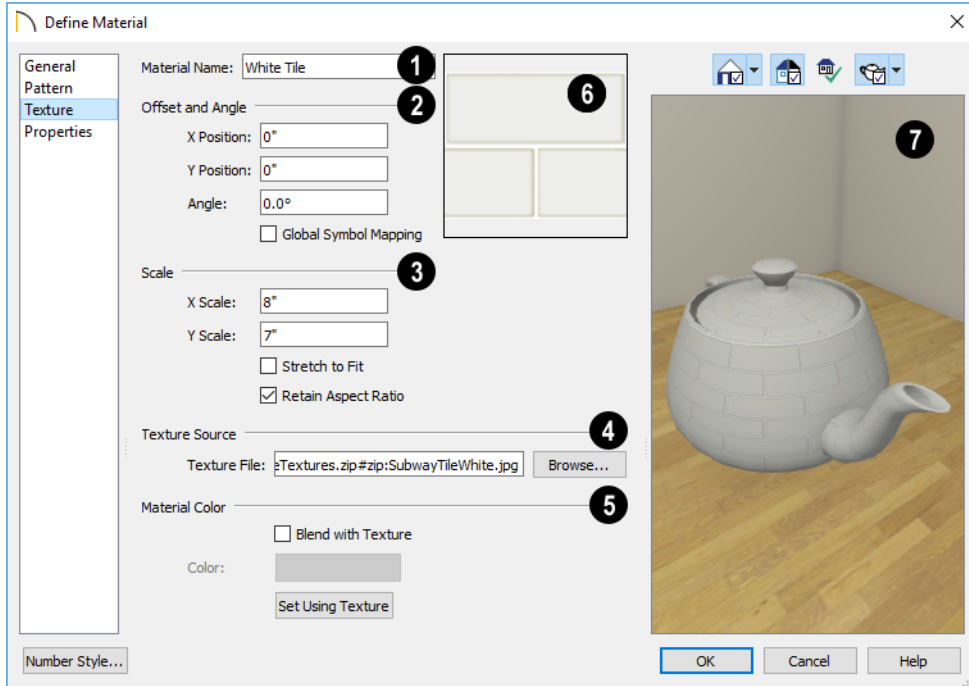 Define Material
General
Pattern
Texture
Properties
Material Name: White Tile 1
Offset and Angle 2
X Position: 0"
Y Position: 0"
Angle: 0.0°
Global Symbol Mapping
Scale 3
X Scale: 8"
Y Scale: 7"
Stretch to Fit
Retain Aspect Ratio
Texture Source 4
Texture File: eTextures.zip#zip:SubwayTileWhite.jpg Browse...
Material Color 5
Blend with Texture
Color:
Set Using Texture
6
7
Number Style... OK Cancel Help